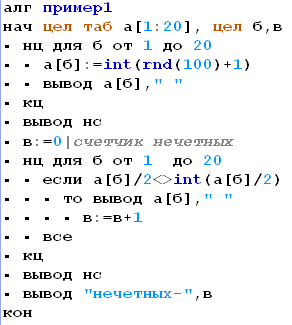 алг пример1
нач цел таб а[1:20], цел б,в
· нц для б от 1 до 20
· · а[б]:=int(rnd(100)+1)
· · вывод а[б]," "
· кц
· вывод нс
· в:=0|счетчик нечетных
· нц для б от 1  до 20
· · если а[б]/2<>int(а[б]/2)
· · · то вывод а[б]," "
· · · · в:=в+1
· · все
· кц
· вывод нс
· вывод "нечетных-",в
кон